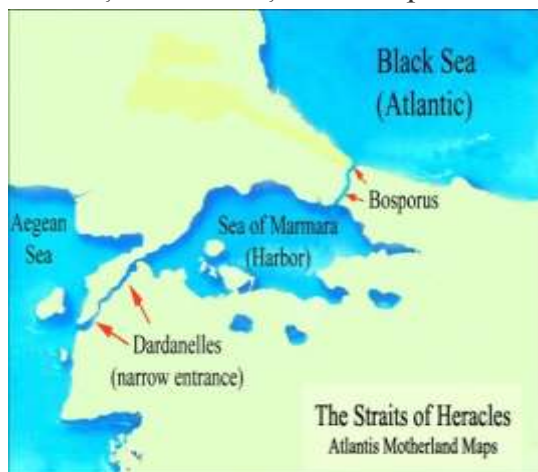 Black Sea
(Atlantic)
Bosporus
Aegean
Sea
Sea of Marmara
(Harbor)
Dardanelles
(narrow entrance)
The Straits of Heracles
Atlantis Motherland Maps